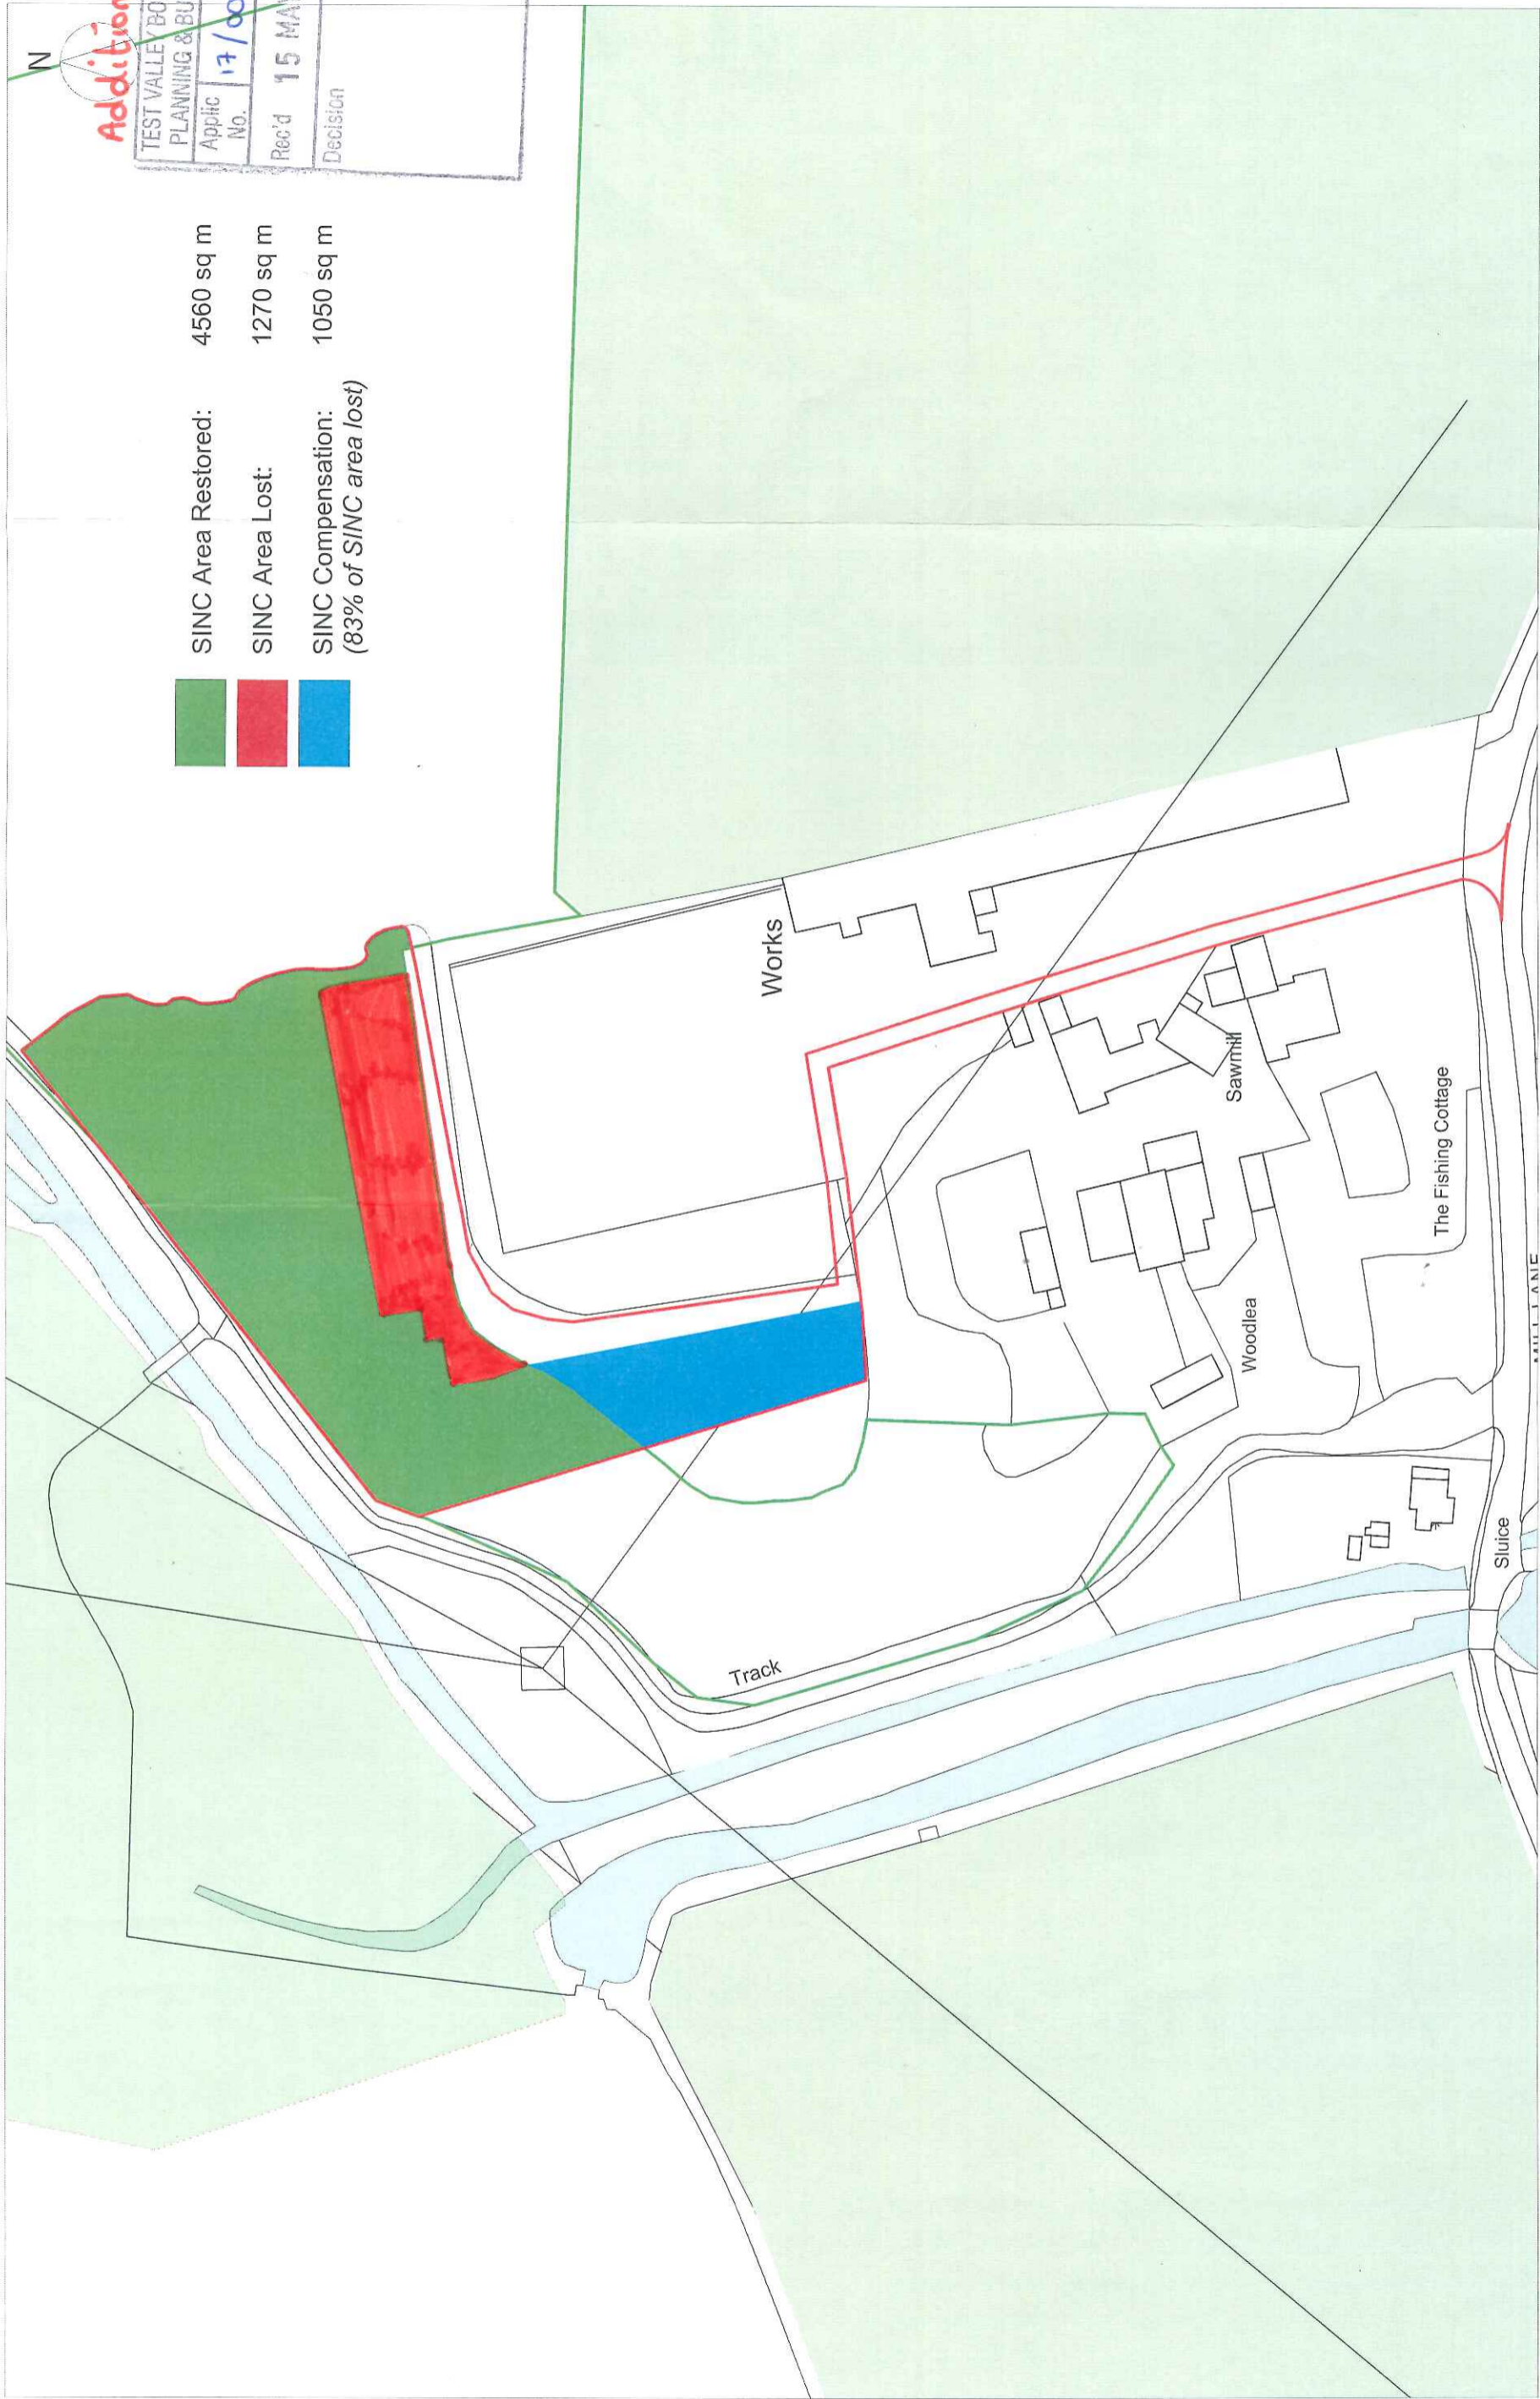 N
Addition
TEST VALLEY BO
PLANNING & BU
Applic No. 17/00
Rec'd 15 MA
Decision
SINC Area Restored: 4560 sq m
SINC Area Lost: 1270 sq m
SINC Compensation: 1050 sq m
(83% of SINC area lost)
Works
Sawmill
The Fishing Cottage
Woodlea
Track
Sluice